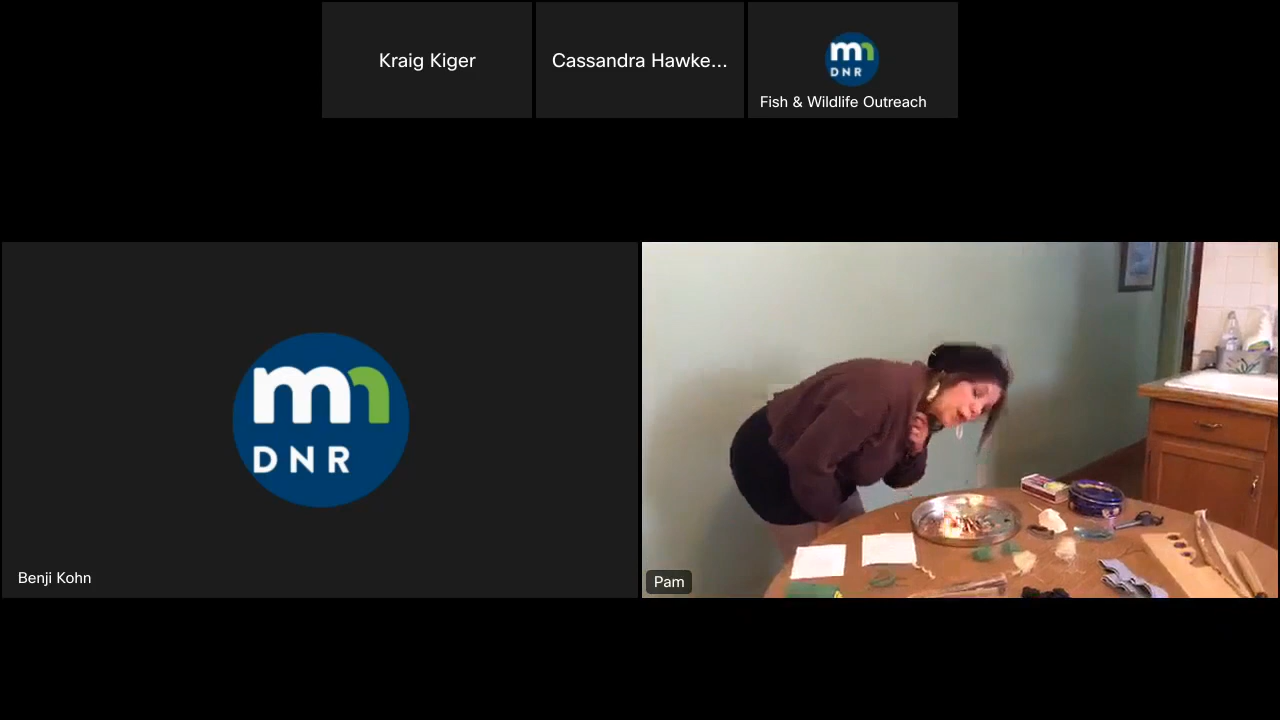 Kraig Kiger
Cassandra Hawke...
mn
DNR
Fish & Wildlife Outreach
mn
DNR
Benji Kohn
Pam